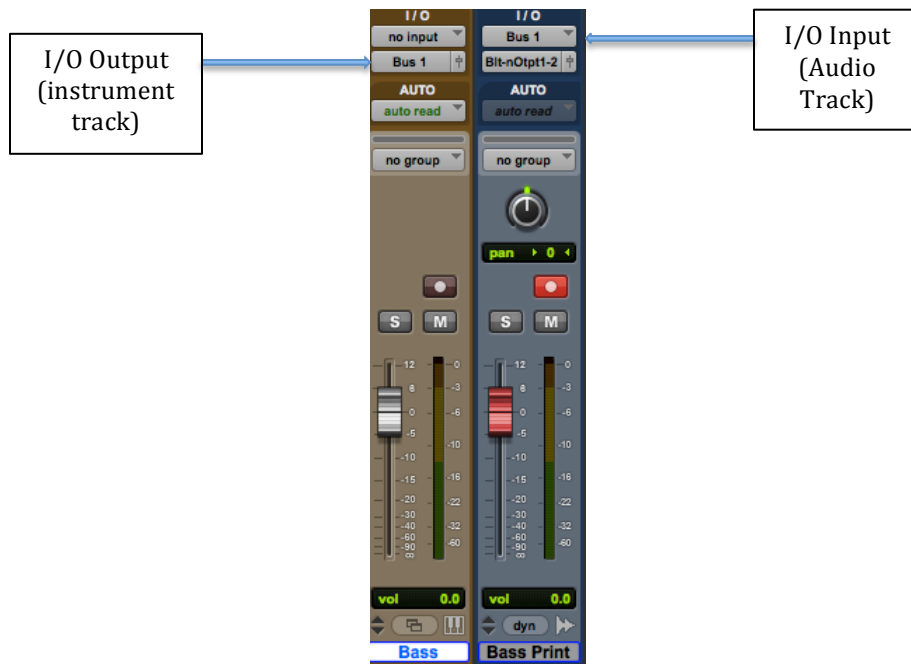 I/O Output
(instrument
track)
I/O
no input
Bus 1
AUTO
auto read
no group
S M
12 0
6 -3
0 -6
-5
-10 -10
-15 -16
-20 -22
-30
-40 -32
-60
-90 -60
∞
vol 0.0
Bass
I/O
Bus 1
Blt-nOtpt1-2
AUTO
auto read
no group
pan 0
S M
12 0
6 -3
0 -6
-5
-10 -10
-15 -16
-20 -22
-30
-40 -32
-60
-90 -60
∞
vol 0.0
dyn
Bass Print
I/O Input
(Audio
Track)